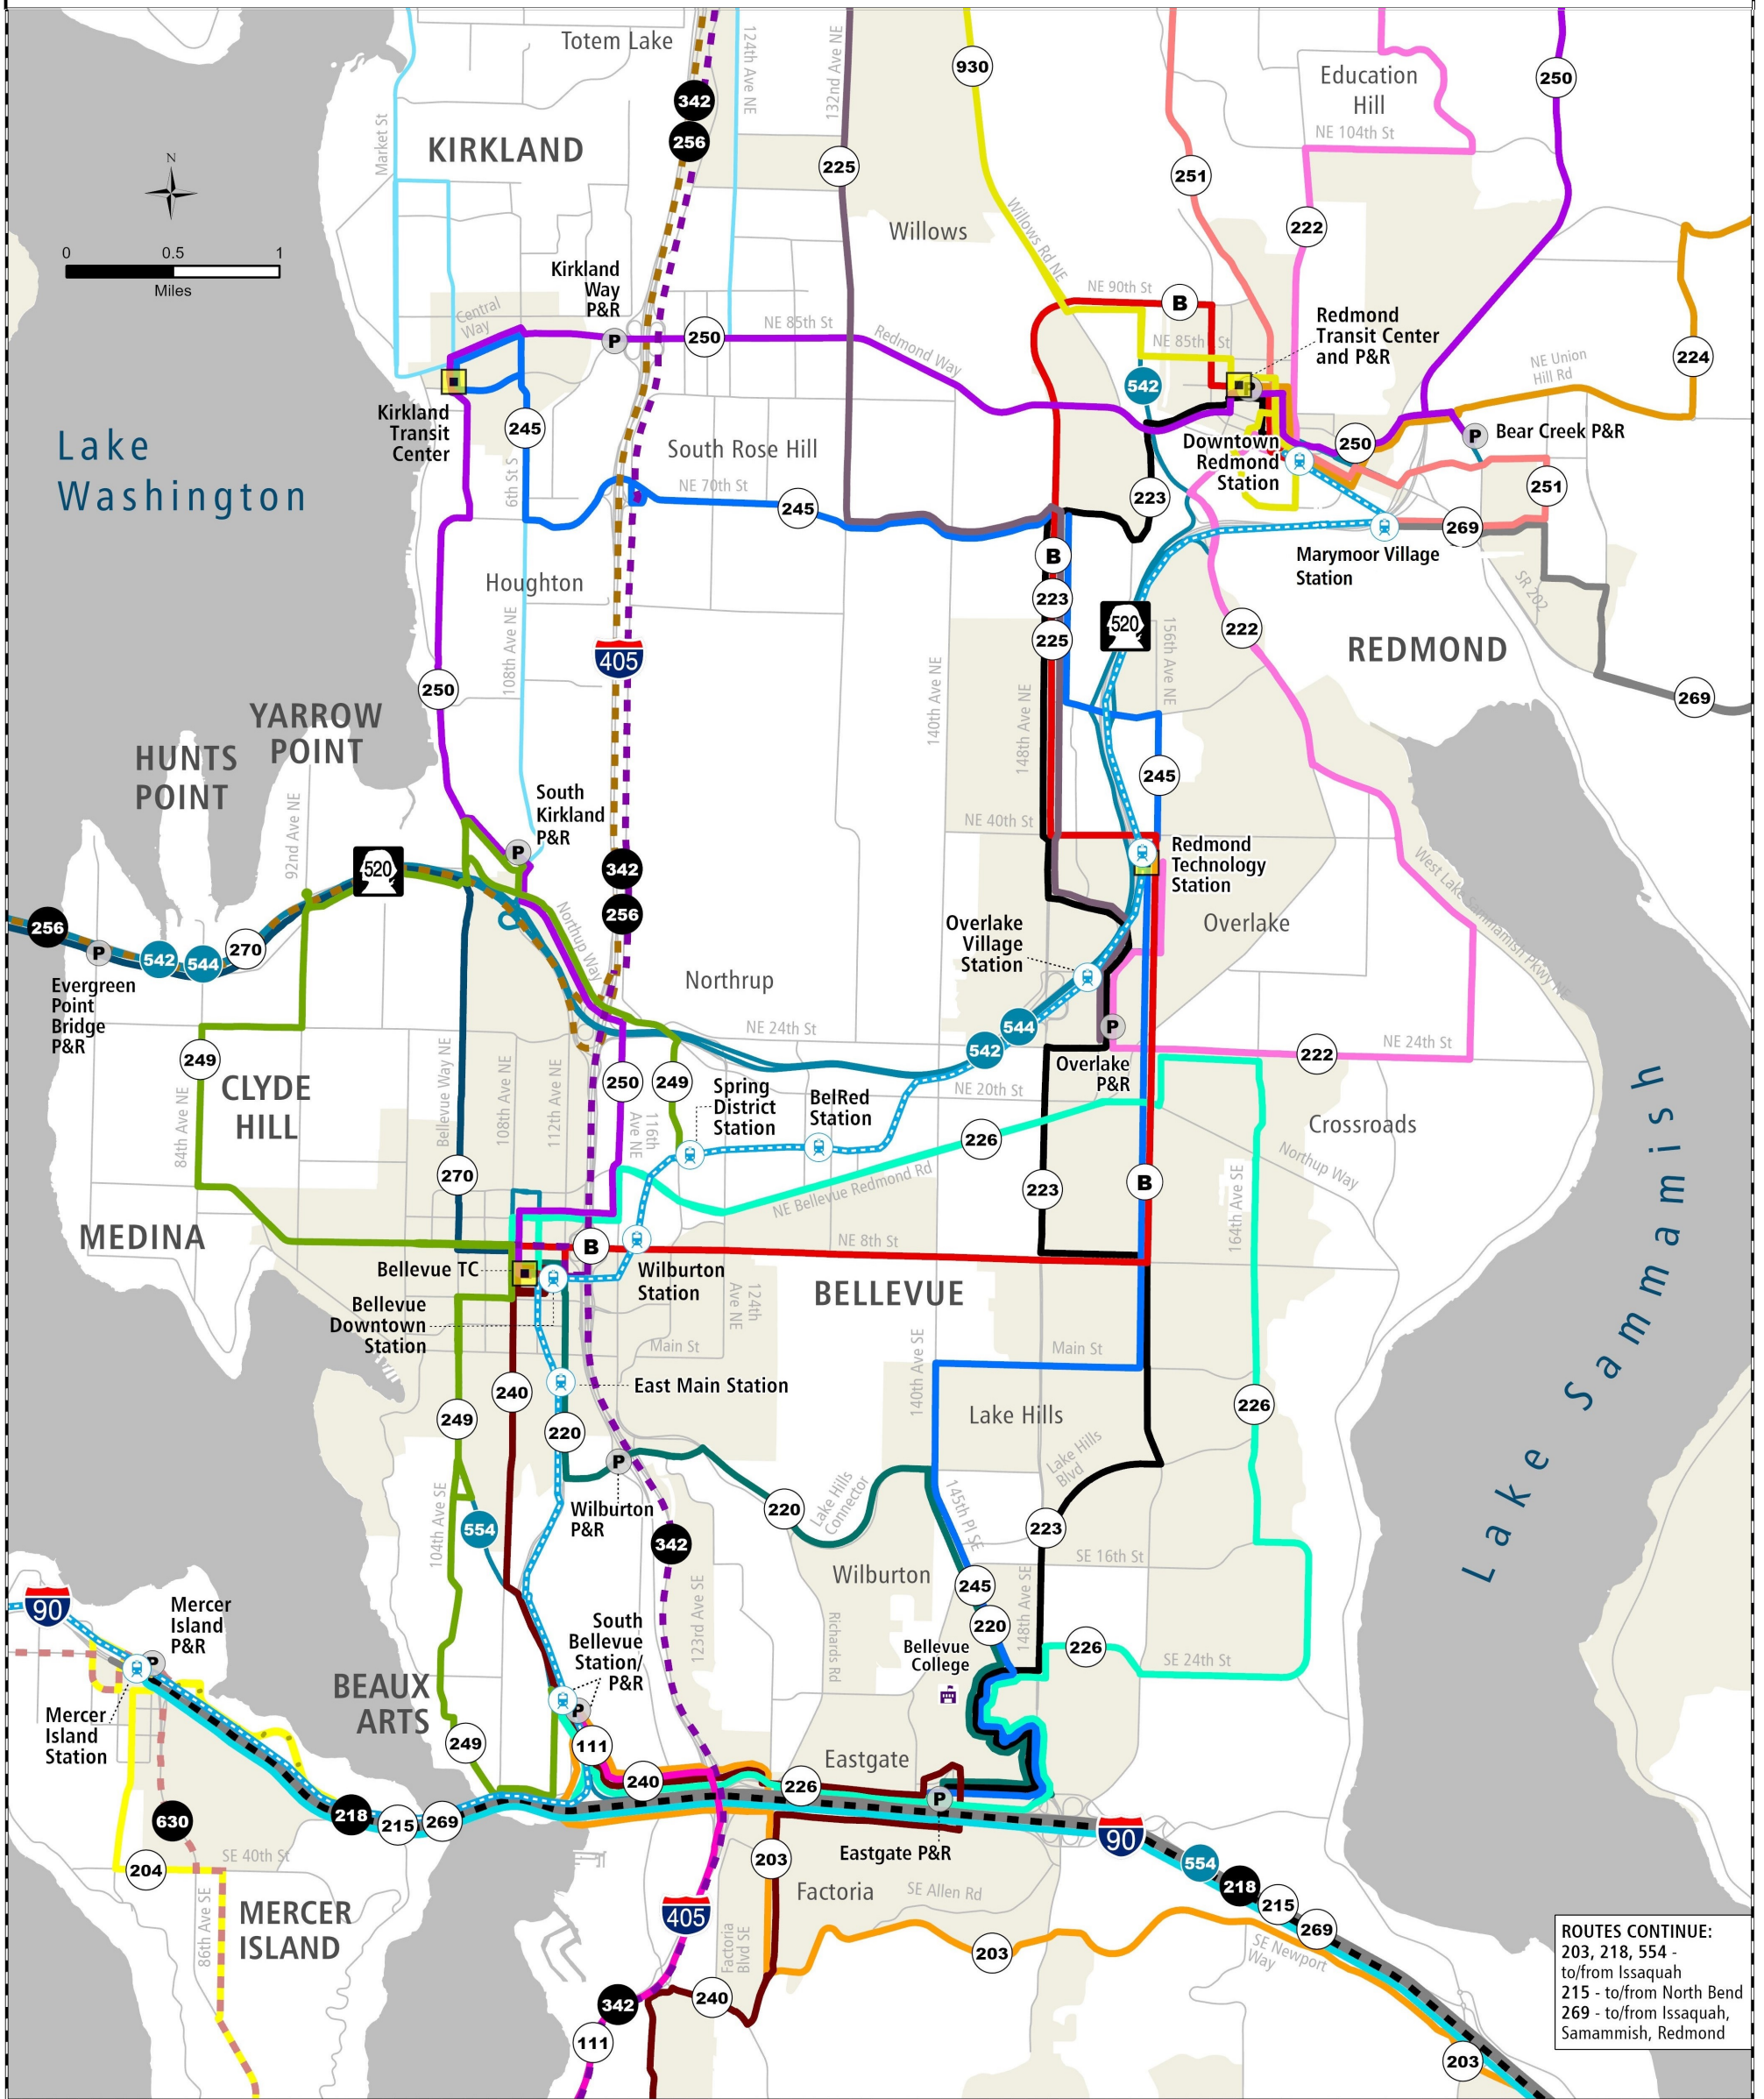 Totem Lake
124th Ave NE
132nd Ave NE
930
Education
Hill
250
342
256
NE 104th St
Market St
KIRKLAND
225
251
222
N
Willows
Willows Rd NE
0 0.5 1
Miles
Kirkland
Way
P&R
NE 90th St
B
Central
Way
P
250
NE 85th St
Redmond Way
NE 85th St
Redmond
Transit Center
and P&R
NE Union
Hill Rd
224
542
P
Kirkland
Transit
Center
245
Lake
Washington
South Rose Hill
Downtown
Redmond
Station
250
P
Bear Creek P&R
6th St S
NE 70th St
245
223
251
269
Marymoor Village
Station
SR 202
B
Houghton
223
520
225
222
REDMOND
108th Ave NE
405
156th Ave NE
140th Ave NE
148th Ave NE
250
269
YARROW
POINT
HUNTS
POINT
245
92nd Ave NE
South
Kirkland
P&R
NE 40th St
P
520
342
Redmond
Technology
Station
West Lake Sammamish Pkwy NE
256
256
P
542
544
270
Northup Way
Overlake
Village
Station
Overlake
Evergreen
Point
Bridge
P&R
Northrup
NE 24th St
544
542
P
222
NE 24th St
249
Overlake
P&R
CLYDE
HILL
Bellevue Way NE
108th Ave NE
112th Ave NE
250
249
116th
Ave NE
Spring
District
Station
BelRed
Station
NE 20th St
84th Ave NE
226
Crossroads
Northup Way
270
NE Bellevue Redmond Rd
223
B
164th Ave SE
Lake Sammamish
MEDINA
B
NE 8th St
Bellevue TC
Wilburton
Station
BELLEVUE
Bellevue
Downtown
Station
124th
Ave NE
Main St
140th Ave SE
Main St
East Main Station
240
249
220
Lake Hills
226
P
Lake Hills
Blvd
104th Ave SE
Wilburton
P&R
220
Lake Hills
Connector
145th Pl SE
554
342
223
SE 16th St
Wilburton
245
90
Mercer
Island
P&R
123rd Ave SE
Richards Rd
148th Ave SE
South
Bellevue
Station/
P&R
220
226
Bellevue
College
SE 24th St
P
BEAUX
ARTS
P
Mercer
Island
Station
249
111
Eastgate
240
226
P
630
218
215
269
90
Eastgate P&R
554
SE 40th St
204
203
218
Factoria
SE Allen Rd
215
269
86th Ave SE
MERCER
ISLAND
405
Factoria
Blvd SE
203
SE Newport
Way
342
240
111
203
ROUTES CONTINUE:
203, 218, 554 -
to/from Issaquah
215 - to/from North Bend
269 - to/from Issaquah,
Samammish, Redmond